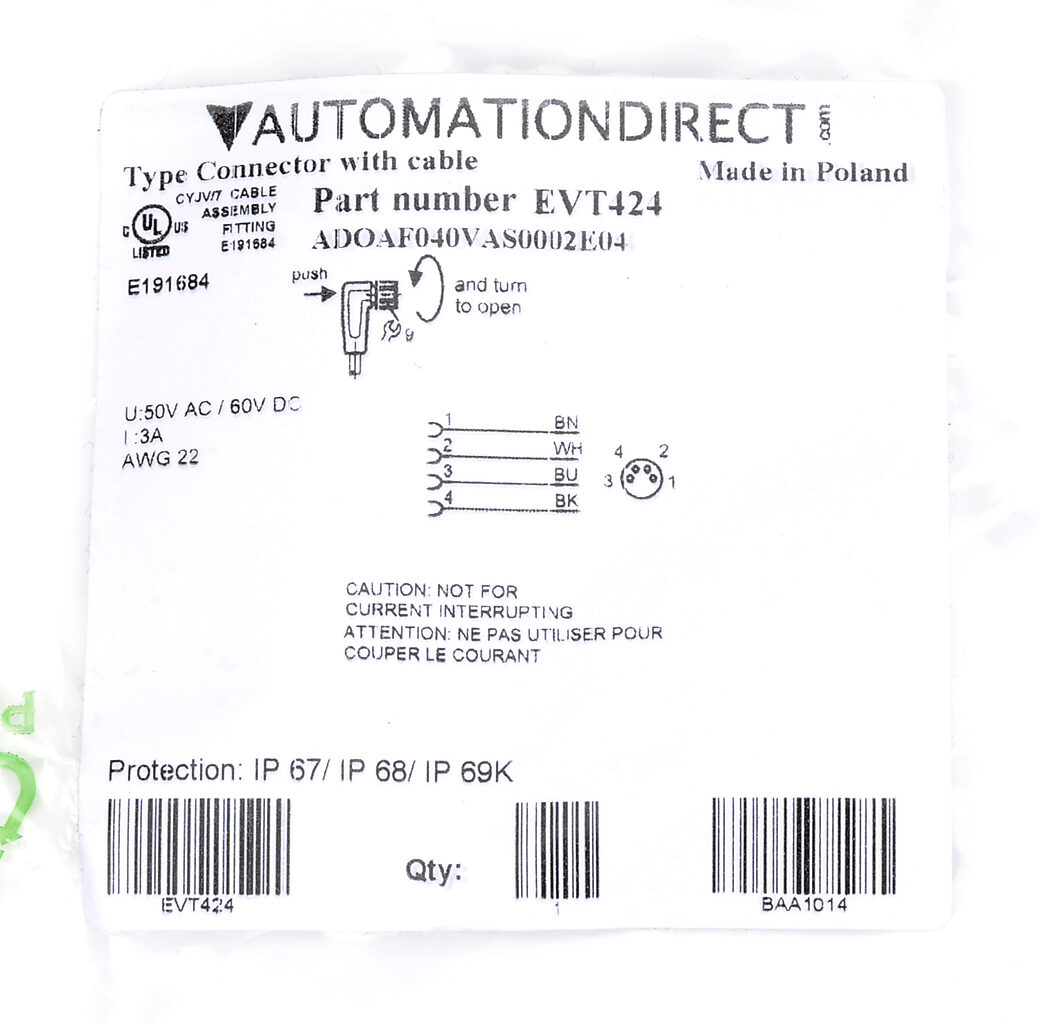 AUTOMATIONDIRECT.com
Type Connector with cable
Made in Poland
CYJV/7 CABLE
ASSEMBLY
FITTING
E191684
C UL US
LISTED
Part number EVT424
ADOAF040VAS0002E04
E191684
push
and turn
to open
9
U:50V AC / 60V DC
I :3A
AWG 22
1 BN
2 WH
3 BU
4 BK
4 2
3 1
CAUTION: NOT FOR
CURRENT INTERRUPTING
ATTENTION: NE PAS UTILISER POUR
COUPER LE COURANT
Protection: IP 67/ IP 68/ IP 69K
Qty:
EVT424
1
BAA1014